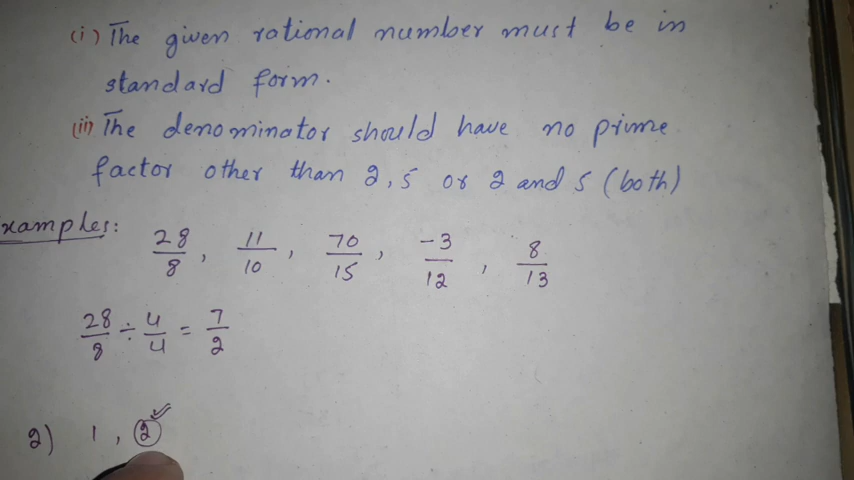 (i) The given rational number must be in
standard form.
(ii) The denominator should have no prime
factor other than 2, 5 or 2 and 5 (both)
xamples:
28/8, 11/10, 70/15, -3/12, 8/13
28/8 ÷ 4/4 = 7/2
2) 1, 2